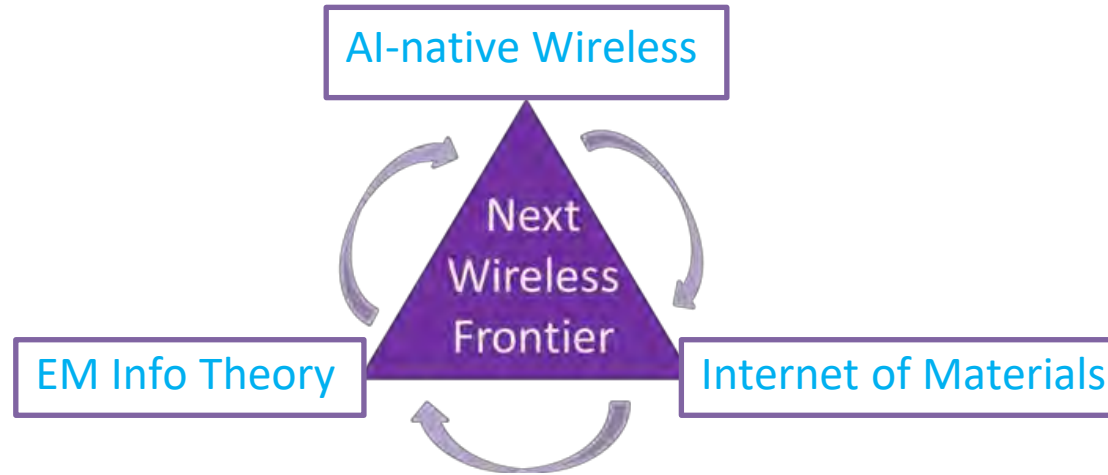 AI-native Wireless
Next
Wireless
Frontier
EM Info Theory
Internet of Materials